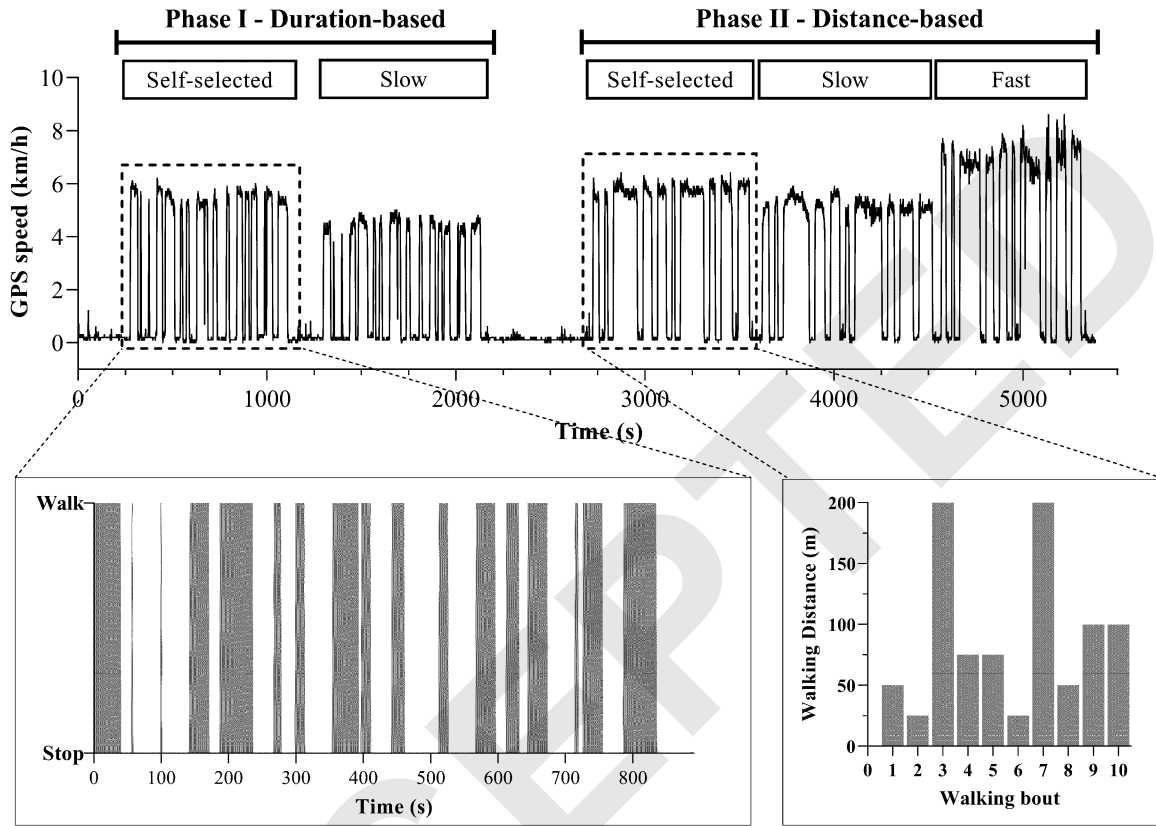 Phase I - Duration-based
Phase II - Distance-based
Self-selected
Slow
Self-selected
Slow
Fast
GPS speed (km/h)
10
8
6
4
2
0
0 1000 2000 3000 4000 5000
Time (s)
Walk
Stop
0 100 200 300 400 500 600 700 800
Time (s)
Walking Distance (m)
200
150
100
50
0
0 1 2 3 4 5 6 7 8 9 10
Walking bout
CEPTED